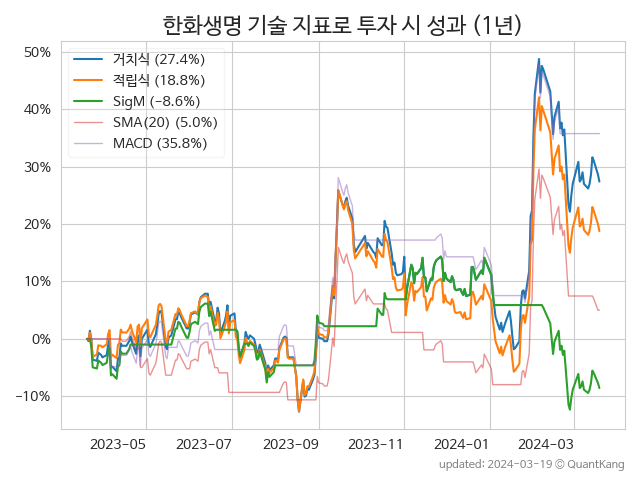 한화생명 기술 지표로 투자 시 성과 (1년)
50%
40%
30%
20%
10%
0%
−10%
거치식 (27.4%)
적립식 (18.8%)
SigM (−8.6%)
SMA(20) (5.0%)
MACD (35.8%)
2023-05 2023-07 2023-09 2023-11 2024-01 2024-03
updated: 2024-03-19 © QuantKang